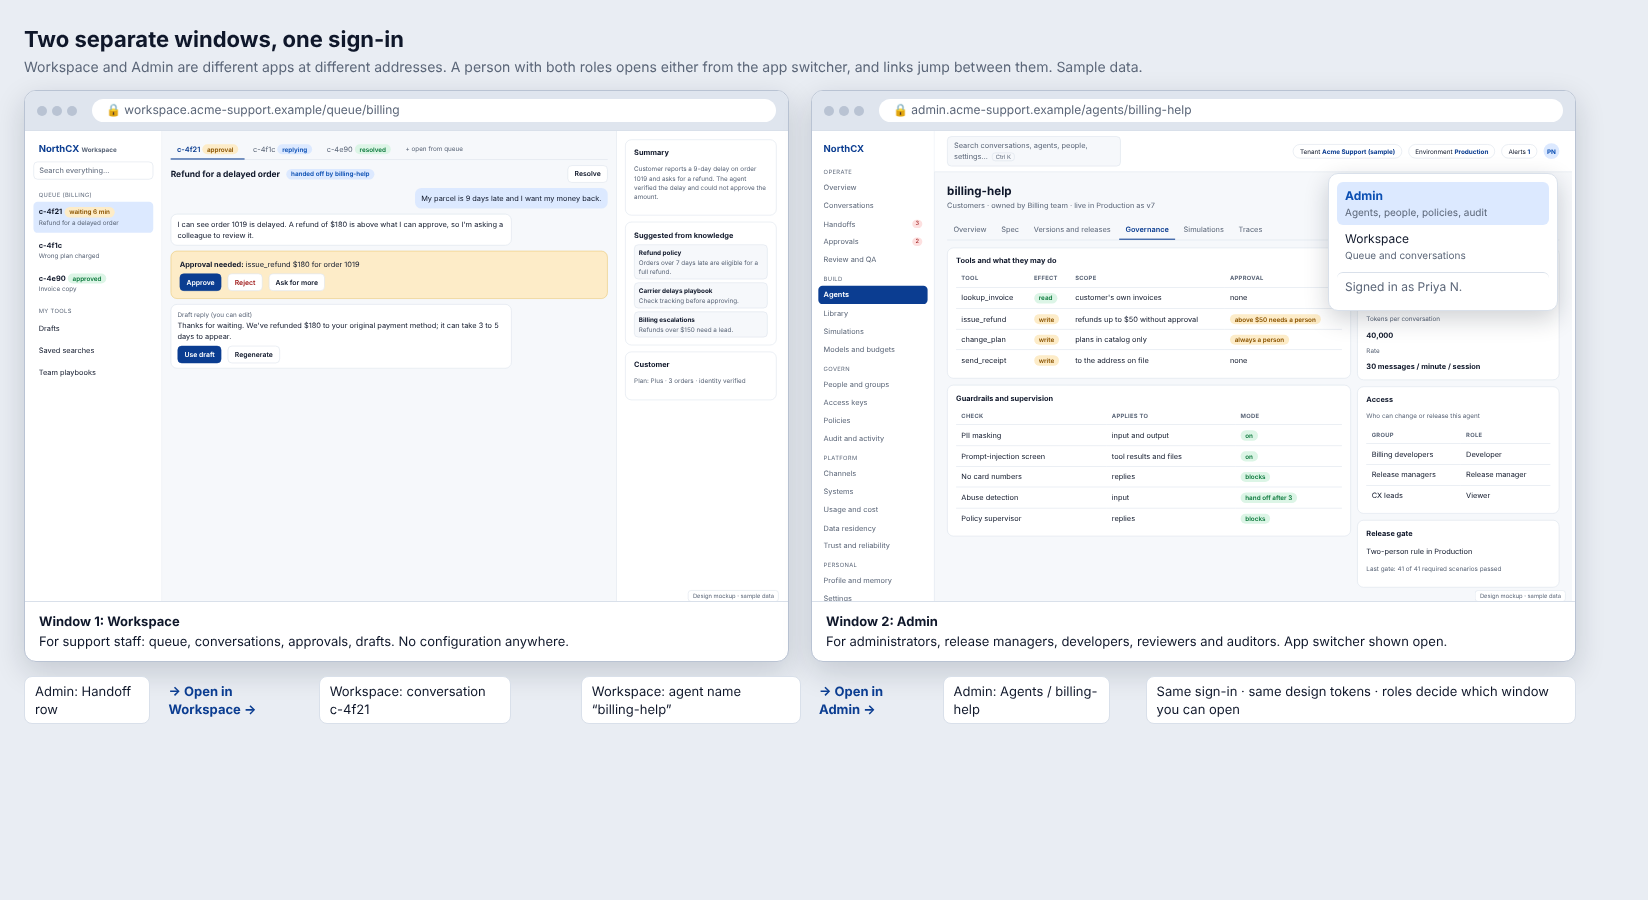 Two separate windows, one sign-in
Workspace and Admin are different apps at different addresses. A person with both roles opens either from the app switcher, and links jump between them. Sample data.
workspace.acme-support.example/queue/billing
NorthCX Workspace
Search everything...
QUEUE (BILLING)
c-4f21 waiting 6 min
Refund for a delayed order
c-4f1c
Wrong plan charged
c-4e90 approved
Invoice copy
MY TOOLS
Drafts
Saved searches
Team playbooks
c-4f21 approval
c-4f1c replying
c-4e90 resolved
+ open from queue
Refund for a delayed order handed off by billing-help
Resolve
My parcel is 9 days late and I want my money back.
I can see order 1019 is delayed. A refund of $180 is above what I can approve, so I'm asking a
colleague to review it.
Approval needed: issue_refund $180 for order 1019
Approve
Reject
Ask for more
Draft reply (you can edit)
Thanks for waiting. We've refunded $180 to your original payment method; it can take 3 to 5
days to appear.
Use draft
Regenerate
Summary
Customer reports a 9-day delay on order
1019 and asks for a refund. The agent
verified the delay and could not approve the
amount.
Suggested from knowledge
Refund policy
Orders over 7 days late are eligible for a
full refund.
Carrier delays playbook
Check tracking before approving.
Billing escalations
Refunds over $150 need a lead.
Customer
Plan: Plus · 3 orders · identity verified
Design mockup · sample data
Window 1: Workspace
For support staff: queue, conversations, approvals, drafts. No configuration anywhere.
admin.acme-support.example/agents/billing-help
NorthCX
OPERATE
Overview
Conversations
Handoffs 3
Approvals 2
Review and QA
BUILD
Agents
Library
Simulations
Models and budgets
GOVERN
People and groups
Access keys
Policies
Audit and activity
PLATFORM
Channels
Systems
Usage and cost
Data residency
Trust and reliability
PERSONAL
Profile and memory
Settings
Search conversations, agents, people,
settings... Ctrl K
Tenant Acme Support (sample)
Environment Production
Alerts 1
PN
billing-help
Customers · owned by Billing team · live in Production as v7
Overview
Spec
Versions and releases
Governance
Simulations
Traces
Tools and what they may do
TOOL EFFECT SCOPE APPROVAL
lookup_invoice read customer's own invoices none
issue_refund write refunds up to $50 without approval above $50 needs a person
change_plan write plans in catalog only always a person
send_receipt write to the address on file none
Guardrails and supervision
CHECK APPLIES TO MODE
PII masking input and output on
Prompt-injection screen tool results and files on
No card numbers replies blocks
Abuse detection input hand off after 3
Policy supervisor replies blocks
Admin
Agents, people, policies, audit
Workspace
Queue and conversations
Signed in as Priya N.
Tokens per conversation
40,000
Rate
30 messages / minute / session
Access
Who can change or release this agent
GROUP ROLE
Billing developers Developer
Release managers Release manager
CX leads Viewer
Release gate
Two-person rule in Production
Last gate: 41 of 41 required scenarios passed
Design mockup · sample data
Window 2: Admin
For administrators, release managers, developers, reviewers and auditors. App switcher shown open.
Admin: Handoff
row
→ Open in
Workspace →
Workspace: conversation
c-4f21
Workspace: agent name
“billing-help”
→ Open in
Admin →
Admin: Agents / billing-
help
Same sign-in · same design tokens · roles decide which window
you can open